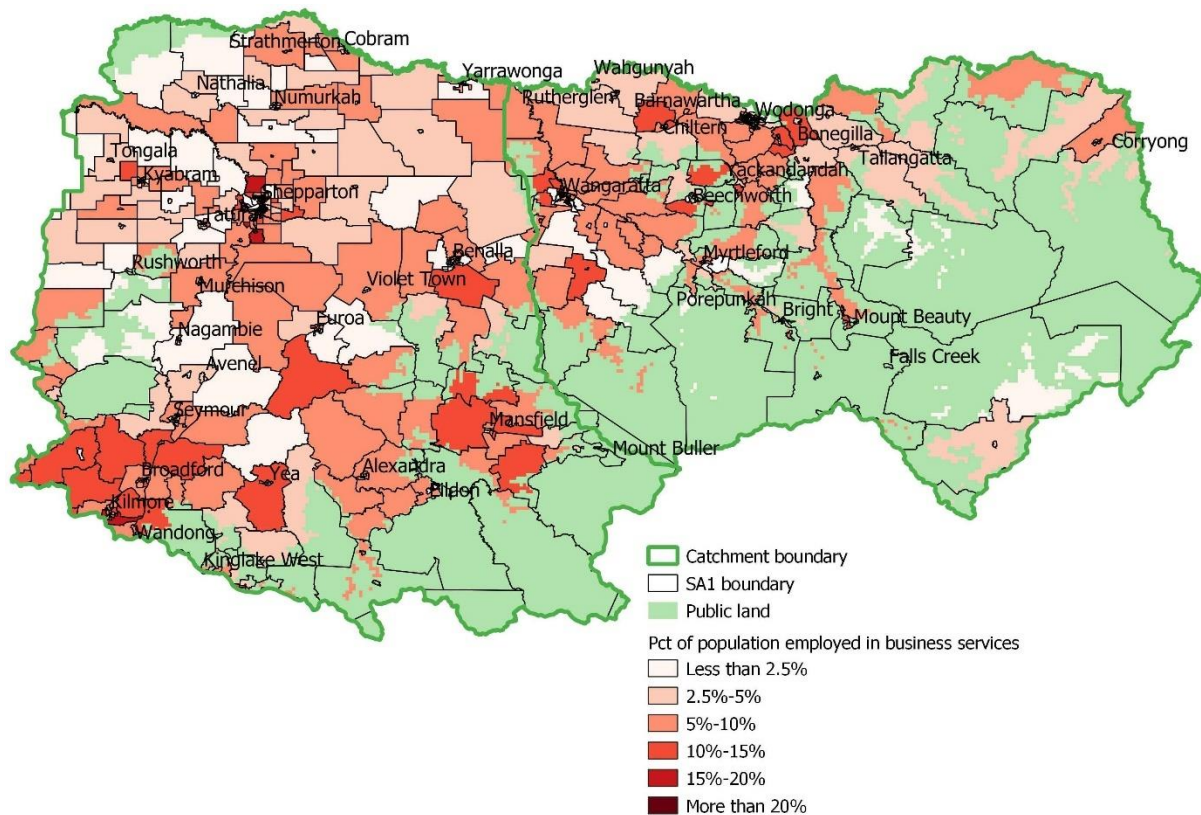 Strathmerton
Cobram
Nathalia
Numurkah
Yarrawonga
Wahgunyah
Rutherglen
Barnawartha
Chiltern
Wodonga
Bonegilla
Corryong
Tallangatta
Tongala
Kyabram
Shepparton
Tatura
Wangaratta
Yackandandah
Beechworth
Rushworth
Murchison
Violet Town
Benalla
Myrtleford
Porepunkah
Bright
Mount Beauty
Nagambie
Euroa
Avenel
Falls Creek
Seymour
Mansfield
Mount Buller
Broadford
Yea
Alexandra
Eildon
Kilmore
Wandong
Kinglake West
Catchment boundary
SA1 boundary
Public land
Pct of population employed in business services
Less than 2.5%
2.5%-5%
5%-10%
10%-15%
15%-20%
More than 20%